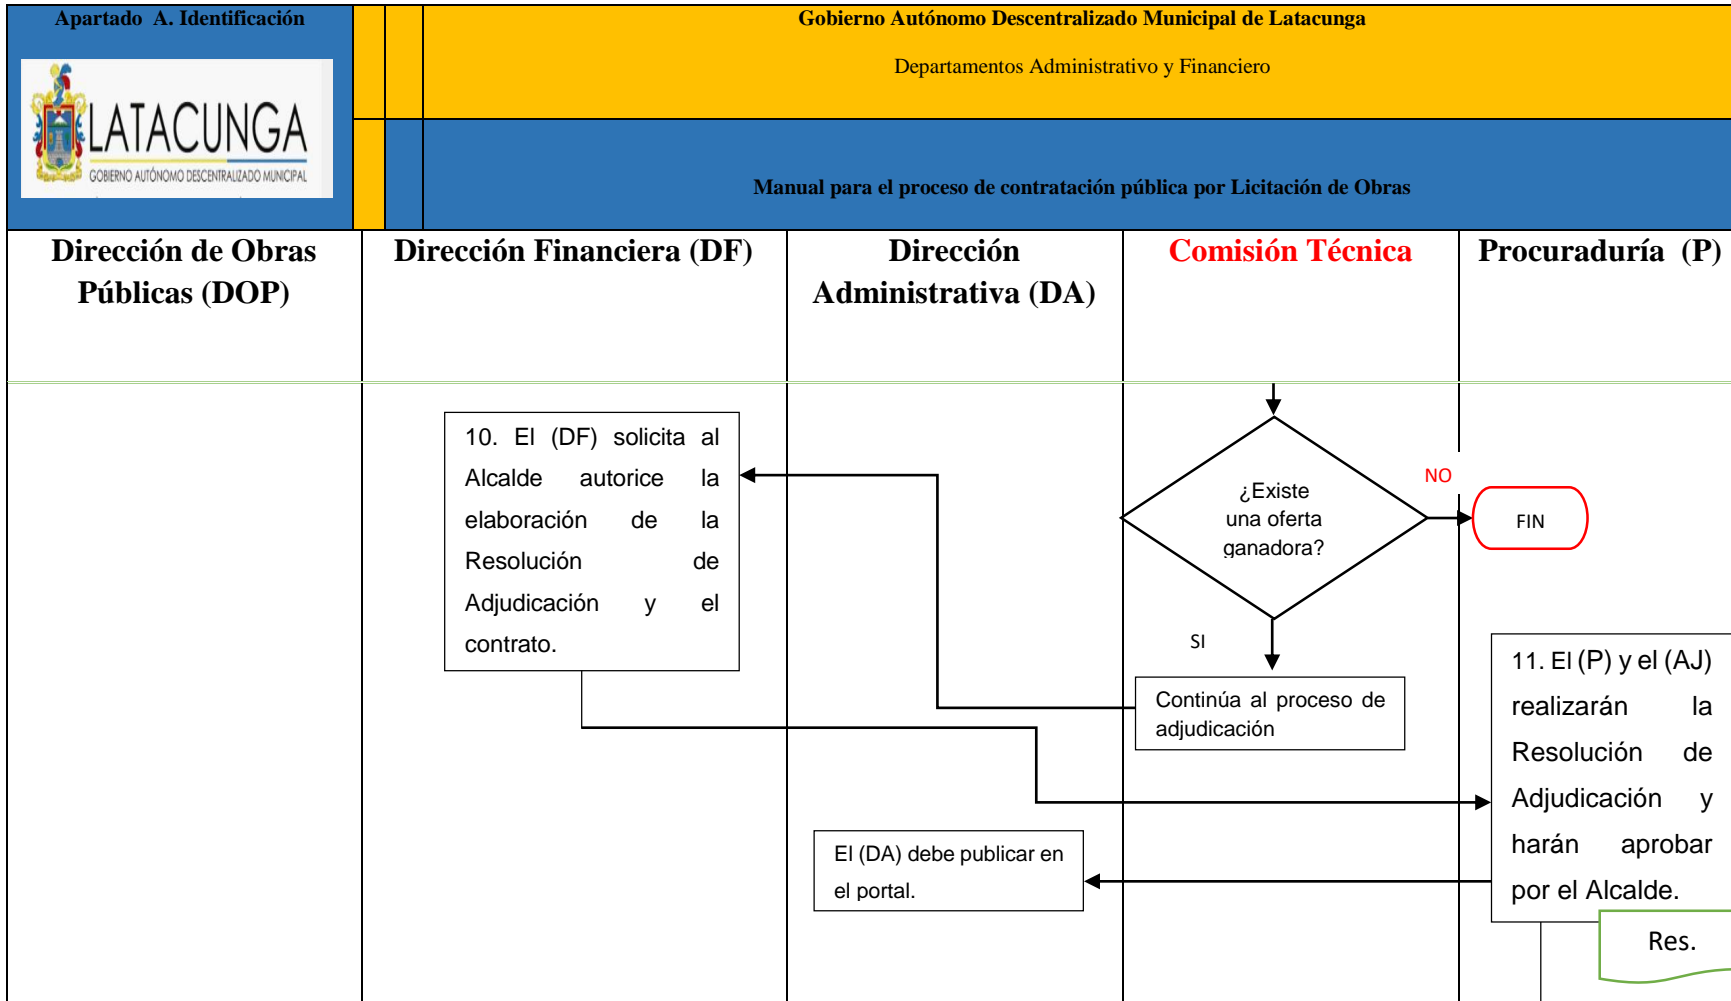 Apartado A. Identificación
LATACUNGA
GOBIERNO AUTÓNOMO DESCENTRALIZADO MUNICIPAL
Gobierno Autónomo Descentralizado Municipal de Latacunga
Departamentos Administrativo y Financiero
Manual para el proceso de contratación pública por Licitación de Obras
Dirección de Obras
Públicas (DOP)
Dirección Financiera (DF)
Dirección
Administrativa (DA)
Comisión Técnica
Procuraduría (P)
10. El (DF) solicita al
Alcalde autorice la
elaboración de la
Resolución de
Adjudicación y el
contrato.
¿Existe
una oferta
ganadora?
NO
FIN
SI
Continúa al proceso de
adjudicación
11. El (P) y el (AJ)
realizarán la
Resolución de
Adjudicación y
harán aprobar
por el Alcalde.
El (DA) debe publicar en
el portal.
Res.